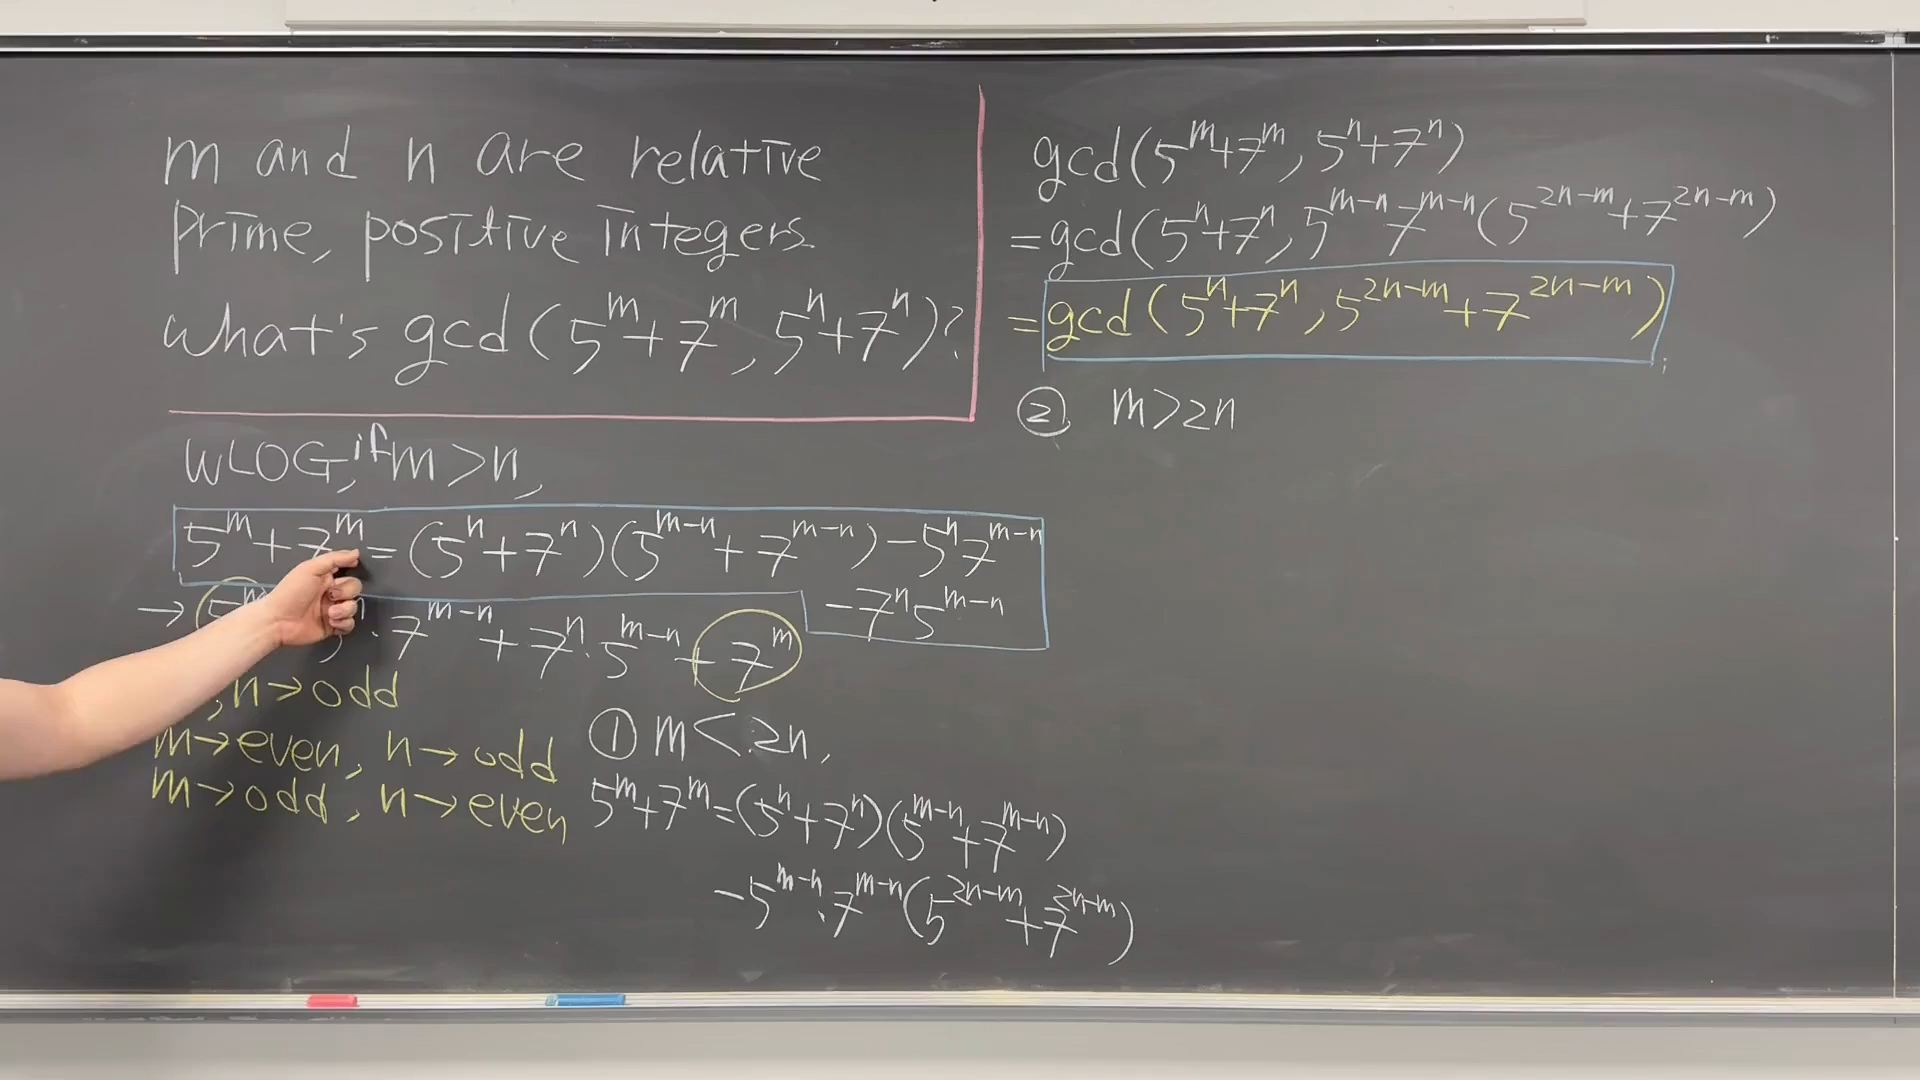 m and n are relative
prime, positive integers.
What's gcd(5^m+7^m, 5^n+7^n)?
WLOG, if m>n,
5^m+7^m=(5^n+7^n)(5^{m-n}+7^{m-n})-5^n7^{m-n}
-7^n5^{m-n}
→ ·7^{m-n}+7^n·5^{m-n}+7^m
,n→odd
m→even, n→odd
m→odd, n→even
① m<2n,
5^m+7^m=(5^n+7^n)(5^{m-n}+7^{m-n})
-5^{m-n}·7^{m-n}(5^{2n-m}+7^{2n-m})
gcd(5^m+7^m, 5^n+7^n)
=gcd(5^n+7^n, 5^{m-n}7^{m-n}(5^{2n-m}+7^{2n-m})
=gcd(5^n+7^n, 5^{2n-m}+7^{2n-m})
② m>2n